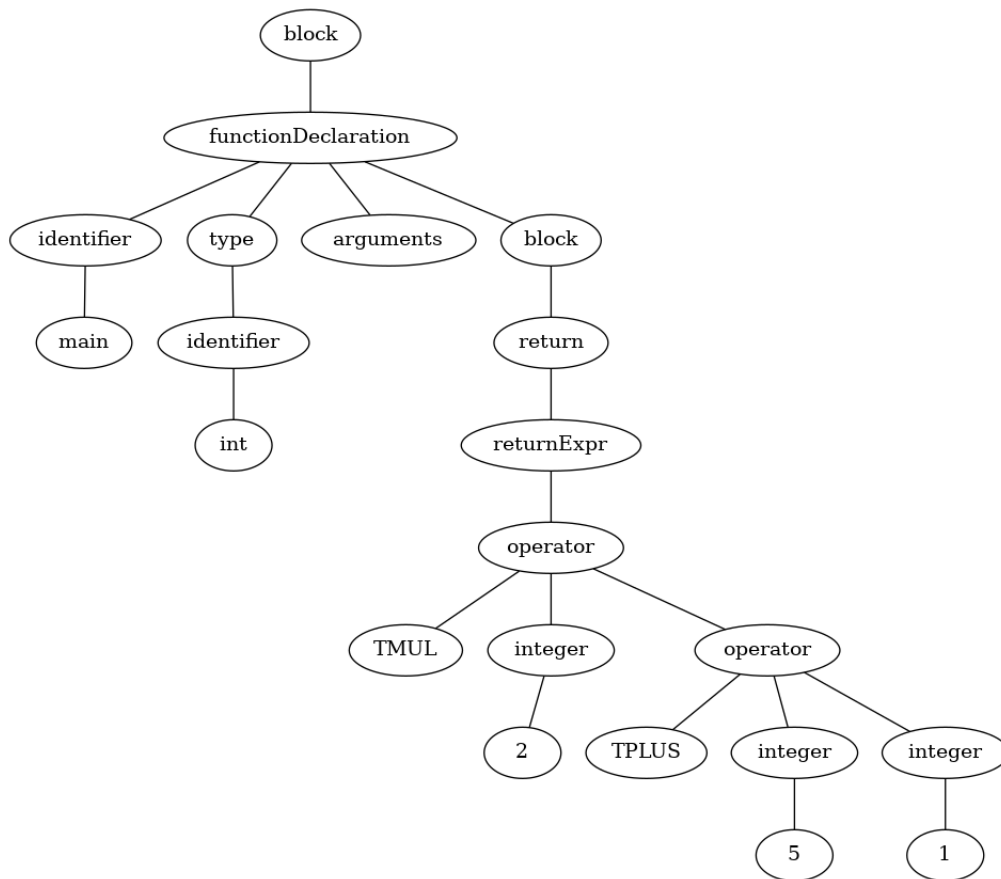 block
functionDeclaration
identifier type arguments block
main identifier return
int returnExpr
operator
TMUL integer operator
2 TPLUS integer integer
5 1